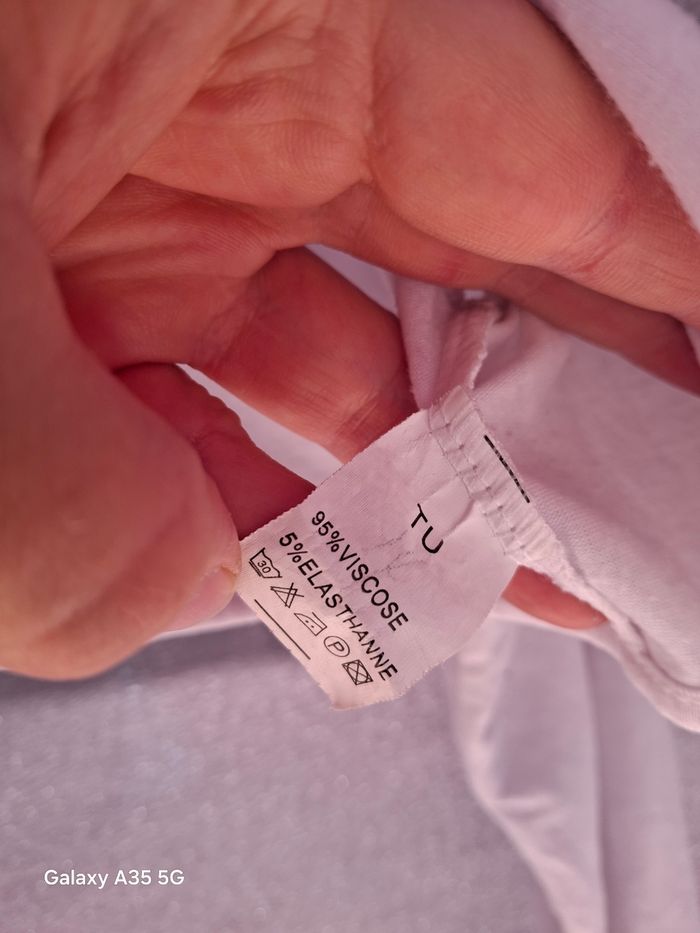 TU
95%VISCOSE
5%ELASTHANNE
30 P
Galaxy A35 5G